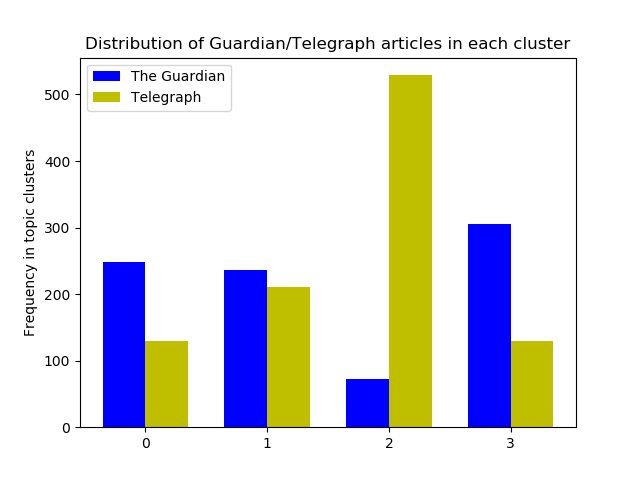 Distribution of Guardian/Telegraph articles in each cluster
The Guardian
Telegraph
Frequency in topic clusters
500
400
300
200
100
0
0 1 2 3